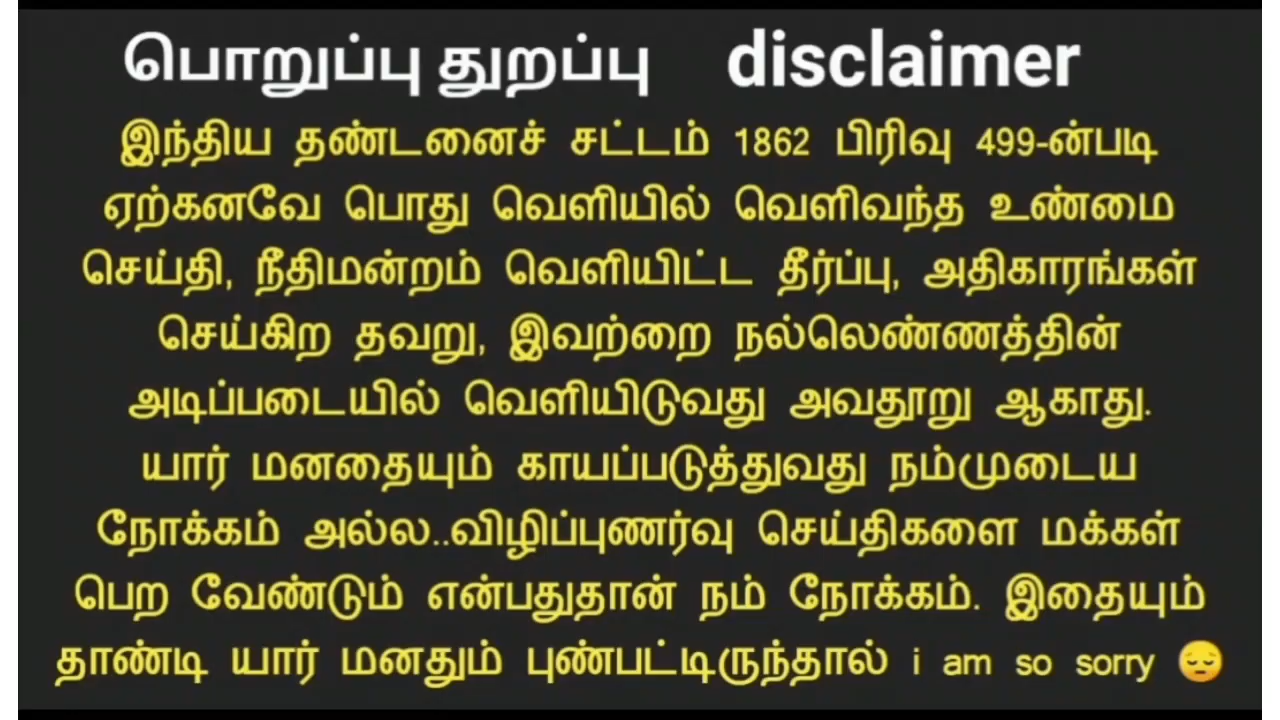 பொறுப்பு துறப்பு disclaimer
இந்திய தண்டனைச் சட்டம் 1862 பிரிவு 499-ன்படி
ஏற்கனவே பொது வெளியில் வெளிவந்த உண்மை
செய்தி, நீதிமன்றம் வெளியிட்ட தீர்ப்பு, அதிகாரங்கள்
செய்கிற தவறு, இவற்றை நல்லெண்ணத்தின்
அடிப்படையில் வெளியிடுவது அவதூறு ஆகாது.
யார் மனதையும் காயப்படுத்துவது நம்முடைய
நோக்கம் அல்ல..விழிப்புணர்வு செய்திகளை மக்கள்
பெற வேண்டும் என்பதுதான் நம் நோக்கம். இதையும்
தாண்டி யார் மனதும் புண்பட்டிருந்தால் i am so sorry 😔